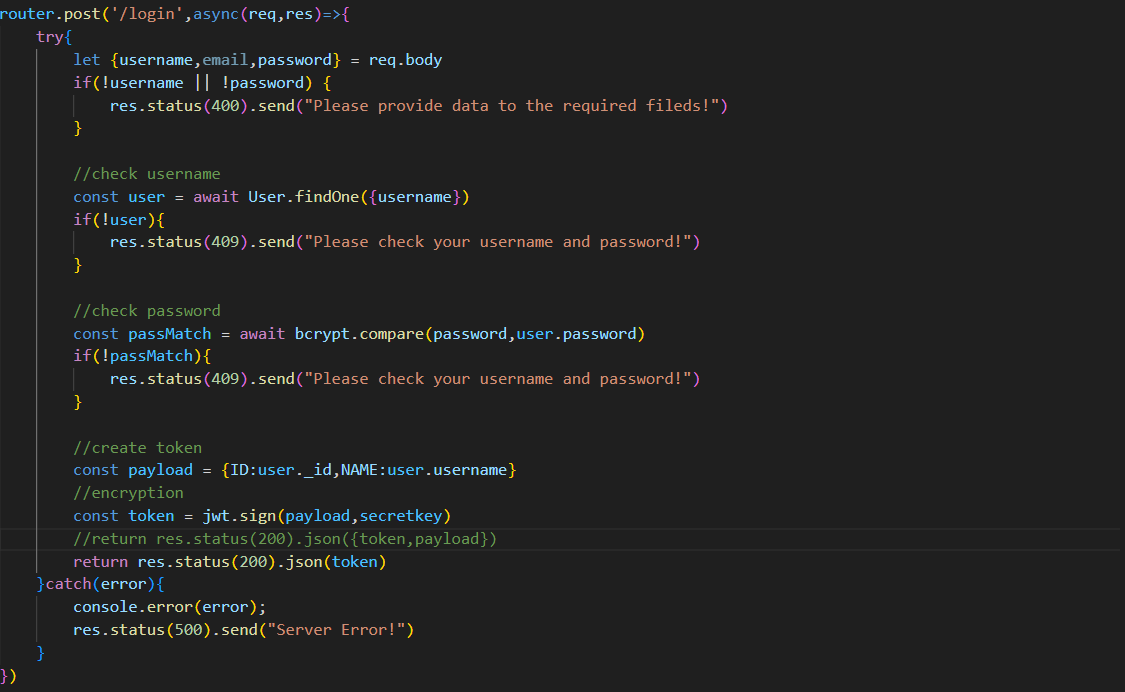 router.post('/login',async(req,res)=>{
try{
let {username,email,password} = req.body
if(!username || !password) {
res.status(400).send("Please provide data to the required fileds!")
}
//check username
const user = await User.findOne({username})
if(!user){
res.status(409).send("Please check your username and password!")
}
//check password
const passMatch = await bcrypt.compare(password,user.password)
if(!passMatch){
res.status(409).send("Please check your username and password!")
}
//create token
const payload = {ID:user._id,NAME:user.username}
//encryption
const token = jwt.sign(payload,secretkey)
//return res.status(200).json({token,payload})
return res.status(200).json(token)
}catch(error){
console.error(error);
res.status(500).send("Server Error!")
}
})